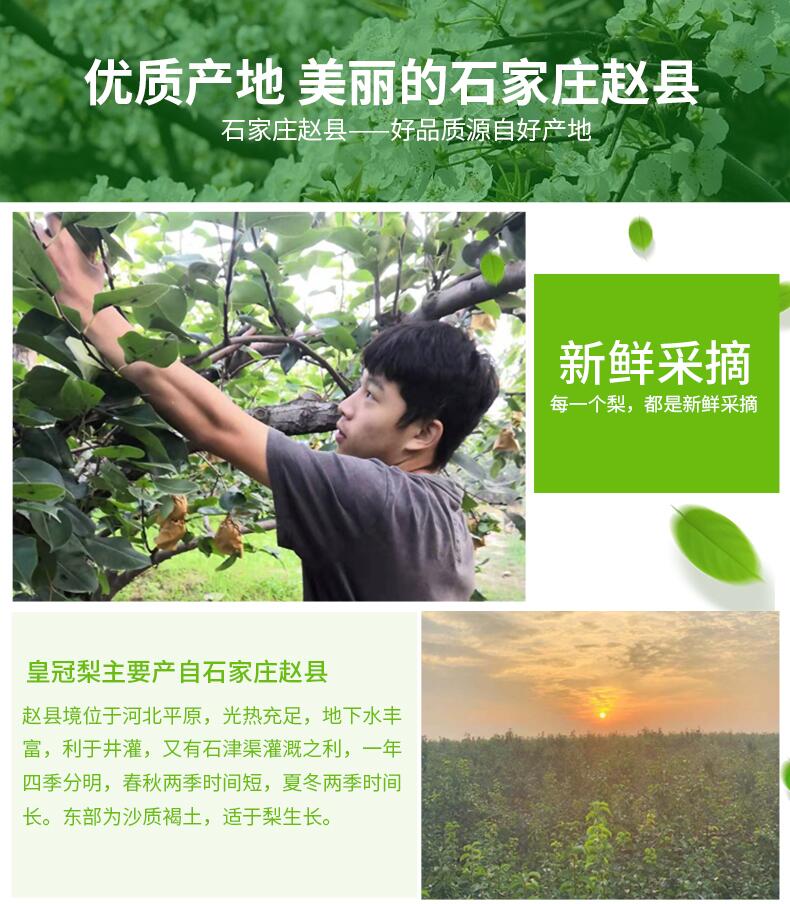 优质产地 美丽的石家庄赵县
石家庄赵县——好品质源自好产地
新鲜采摘
每一个梨，都是新鲜采摘
皇冠梨主要产自石家庄赵县
赵县境位于河北平原，光热充足，地下水丰
富，利于井灌，又有石津渠灌溉之利，一年
四季分明，春秋两季时间短，夏冬两季时间
长。东部为沙质褐土，适于梨生长。